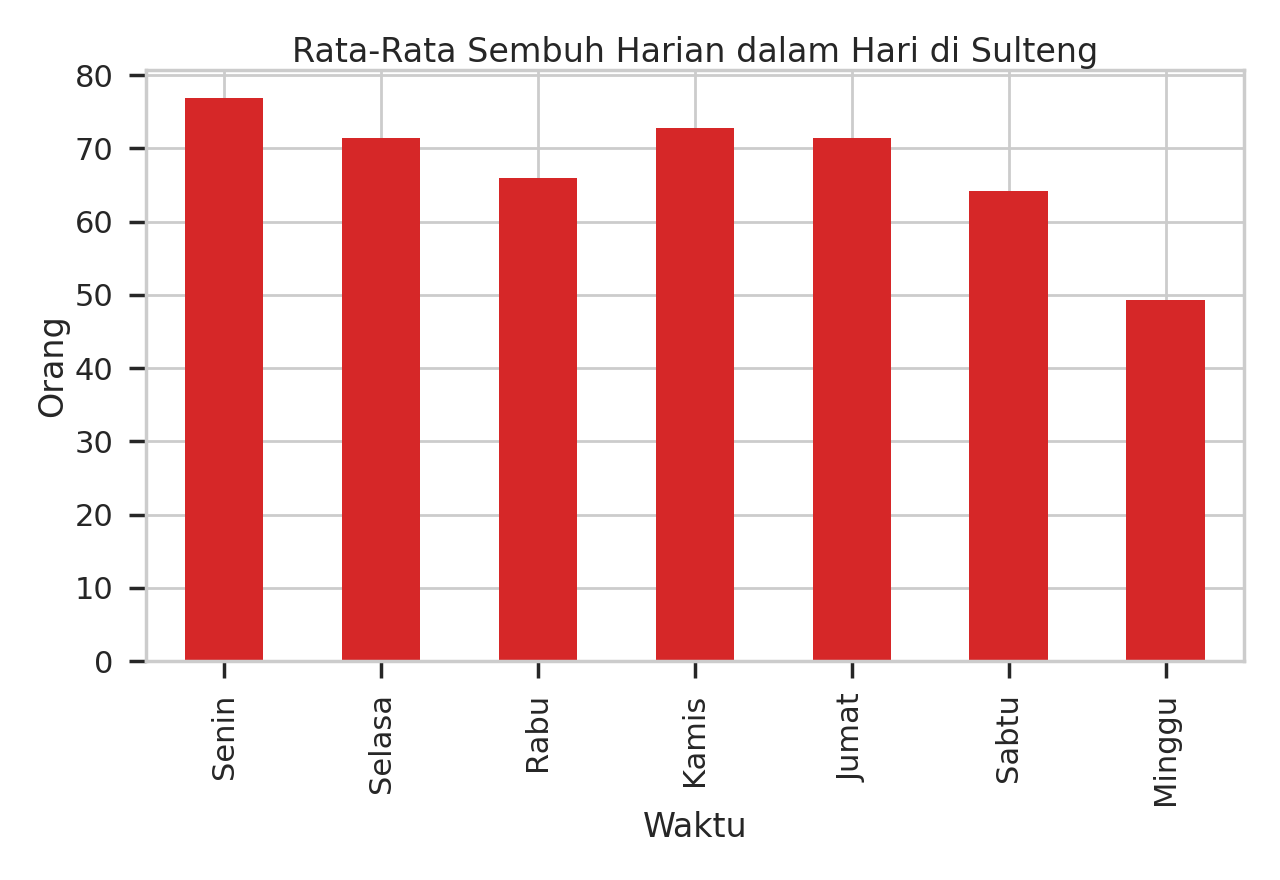 Rata-Rata Sembuh Harian dalam Hari di Sulteng
80
70
60
50
40
30
20
10
0
Orang
Senin
Selasa
Rabu
Kamis
Jumat
Sabtu
Minggu
Waktu